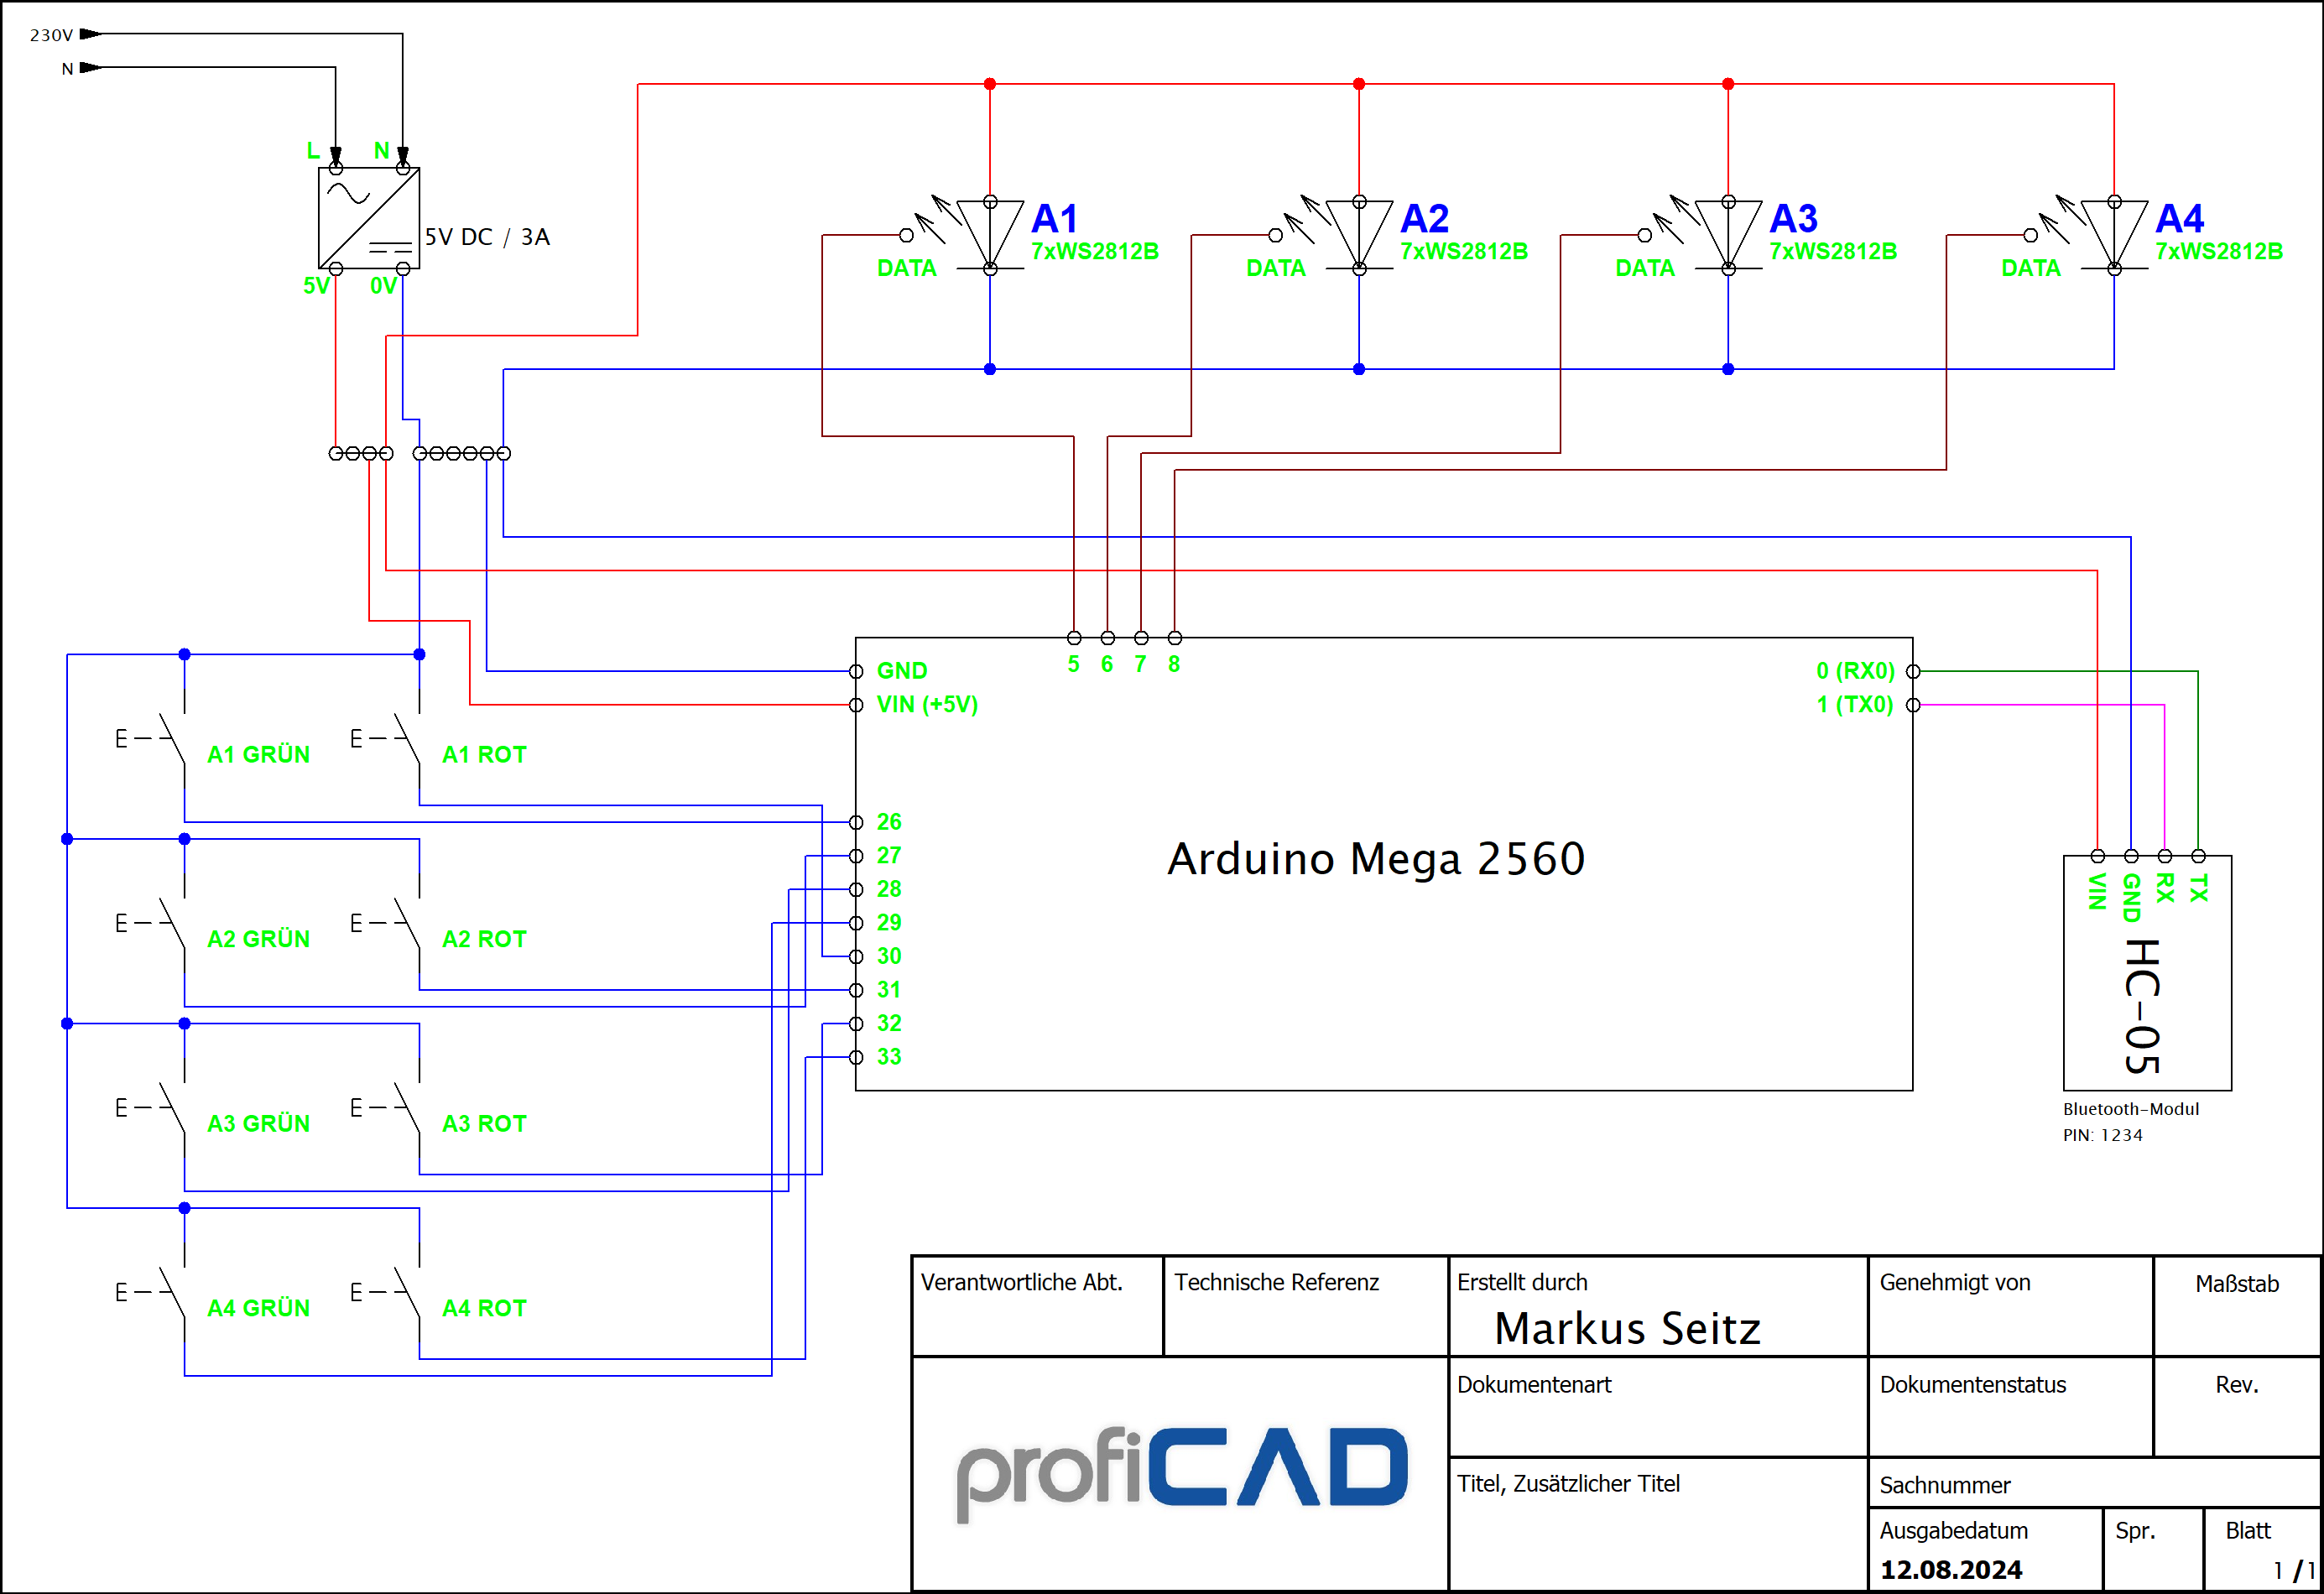 230V
N
L
N
5V DC / 3A
5V
0V
A1
7xWS2812B
DATA
A2
7xWS2812B
DATA
A3
7xWS2812B
DATA
A4
7xWS2812B
DATA
5
6
7
8
GND
VIN (+5V)
0 (RX0)
1 (TX0)
E
A1 GRÜN
E
A1 ROT
26
27
28
29
30
31
32
33
Arduino Mega 2560
E
A2 GRÜN
E
A2 ROT
E
A3 GRÜN
E
A3 ROT
E
A4 GRÜN
E
A4 ROT
VIN
GND
RX
TX
HC-05
Bluetooth-Modul
PIN: 1234
Verantwortliche Abt.
Technische Referenz
Erstellt durch
Markus Seitz
Genehmigt von
Maßstab
profiCAD
Dokumentenart
Dokumentenstatus
Rev.
Titel, Zusätzlicher Titel
Sachnummer
Ausgabedatum
12.08.2024
Spr.
Blatt
1 / 1